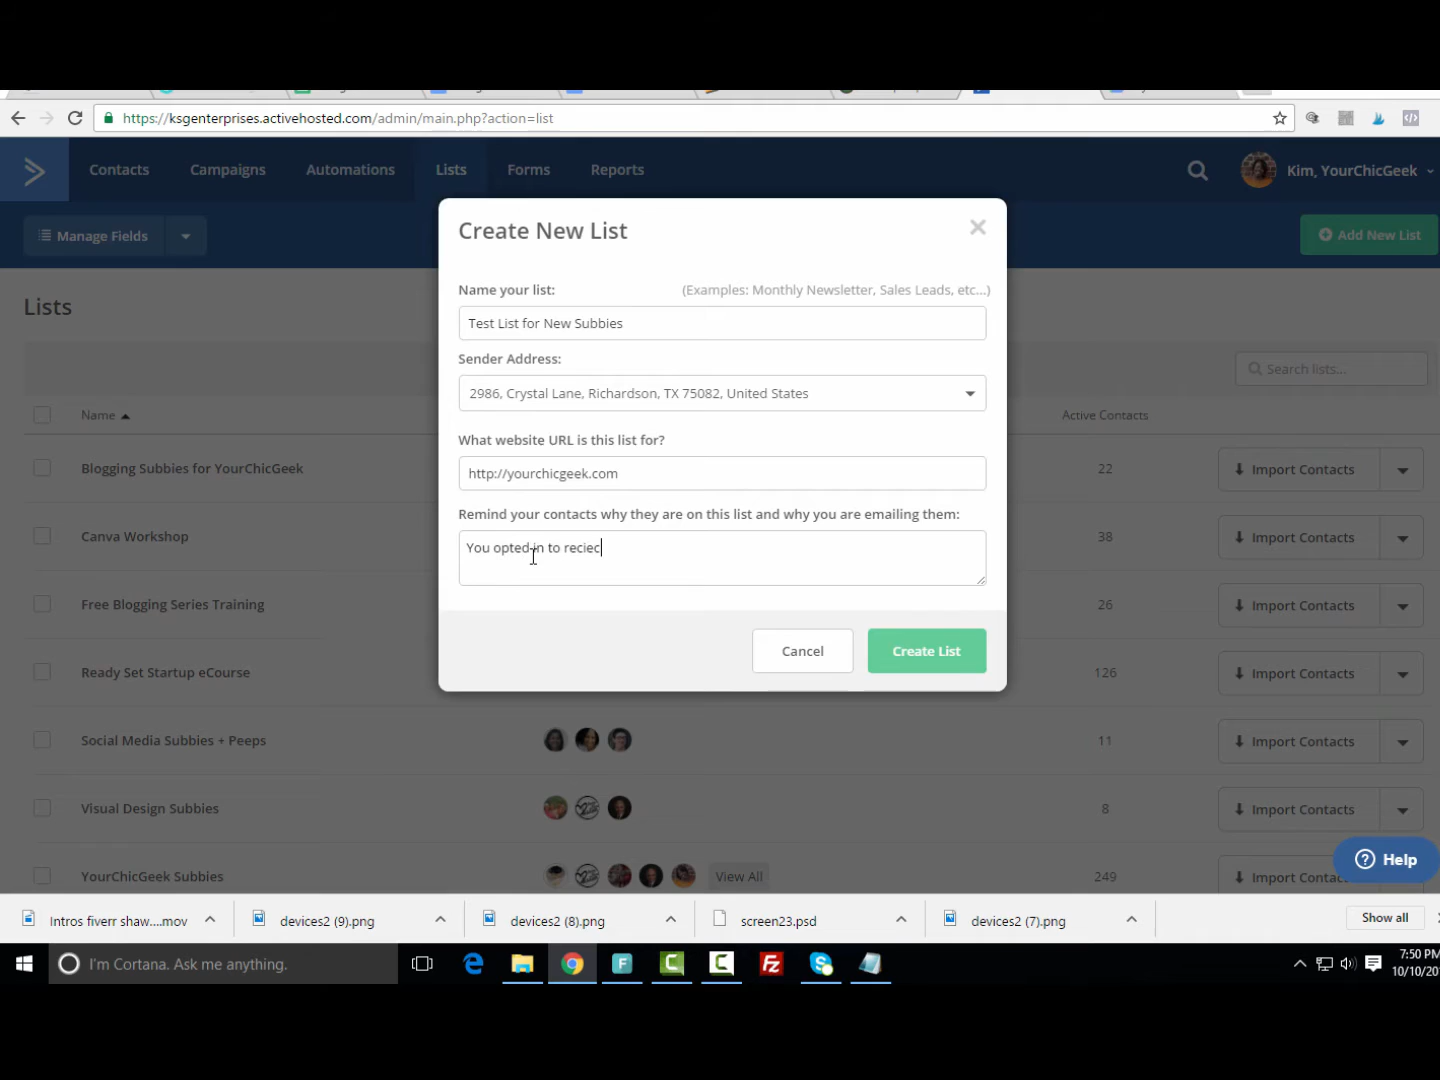 https://ksgenterprises.activehosted.com/admin/main.php?action=list
Contacts Campaigns Automations Lists Forms Reports Kim, YourChicGeek
Manage Fields Add New List
Create New List
Name your list: (Examples: Monthly Newsletter, Sales Leads, etc...)
Test List for New Subbies
Sender Address:
2986, Crystal Lane, Richardson, TX 75082, United States
What website URL is this list for?
http://yourchicgeek.com
Remind your contacts why they are on this list and why you are emailing them:
You opted in to reciec
Cancel Create List
Lists
Search lists...
Name Active Contacts
Blogging Subbies for YourChicGeek 22 Import Contacts
Canva Workshop 38 Import Contacts
Free Blogging Series Training 26 Import Contacts
Ready Set Startup eCourse 126 Import Contacts
Social Media Subbies + Peeps 11 Import Contacts
Visual Design Subbies 8 Import Contacts
YourChicGeek Subbies View All 249 Import Contacts
Help
Intros fiverr shaw....mov devices2 (9).png devices2 (8).png screen23.psd devices2 (7).png Show all
I'm Cortana. Ask me anything.
7:50 PM
10/10/20